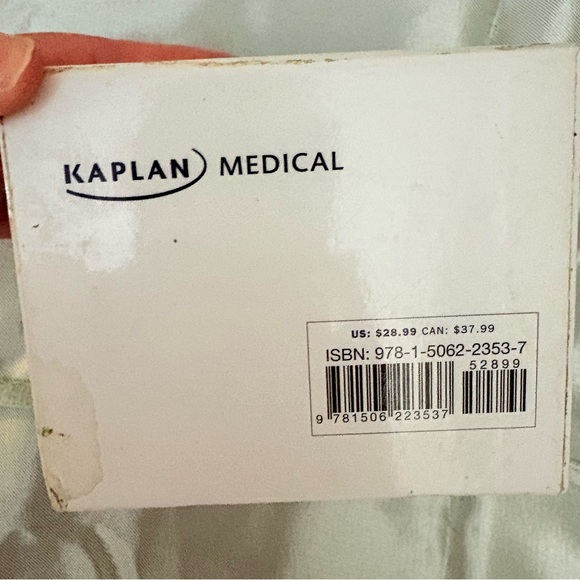 KAPLAN MEDICAL
US: $28.99 CAN: $37.99
ISBN: 978-1-5062-2353-7
52899
9 781506 223537